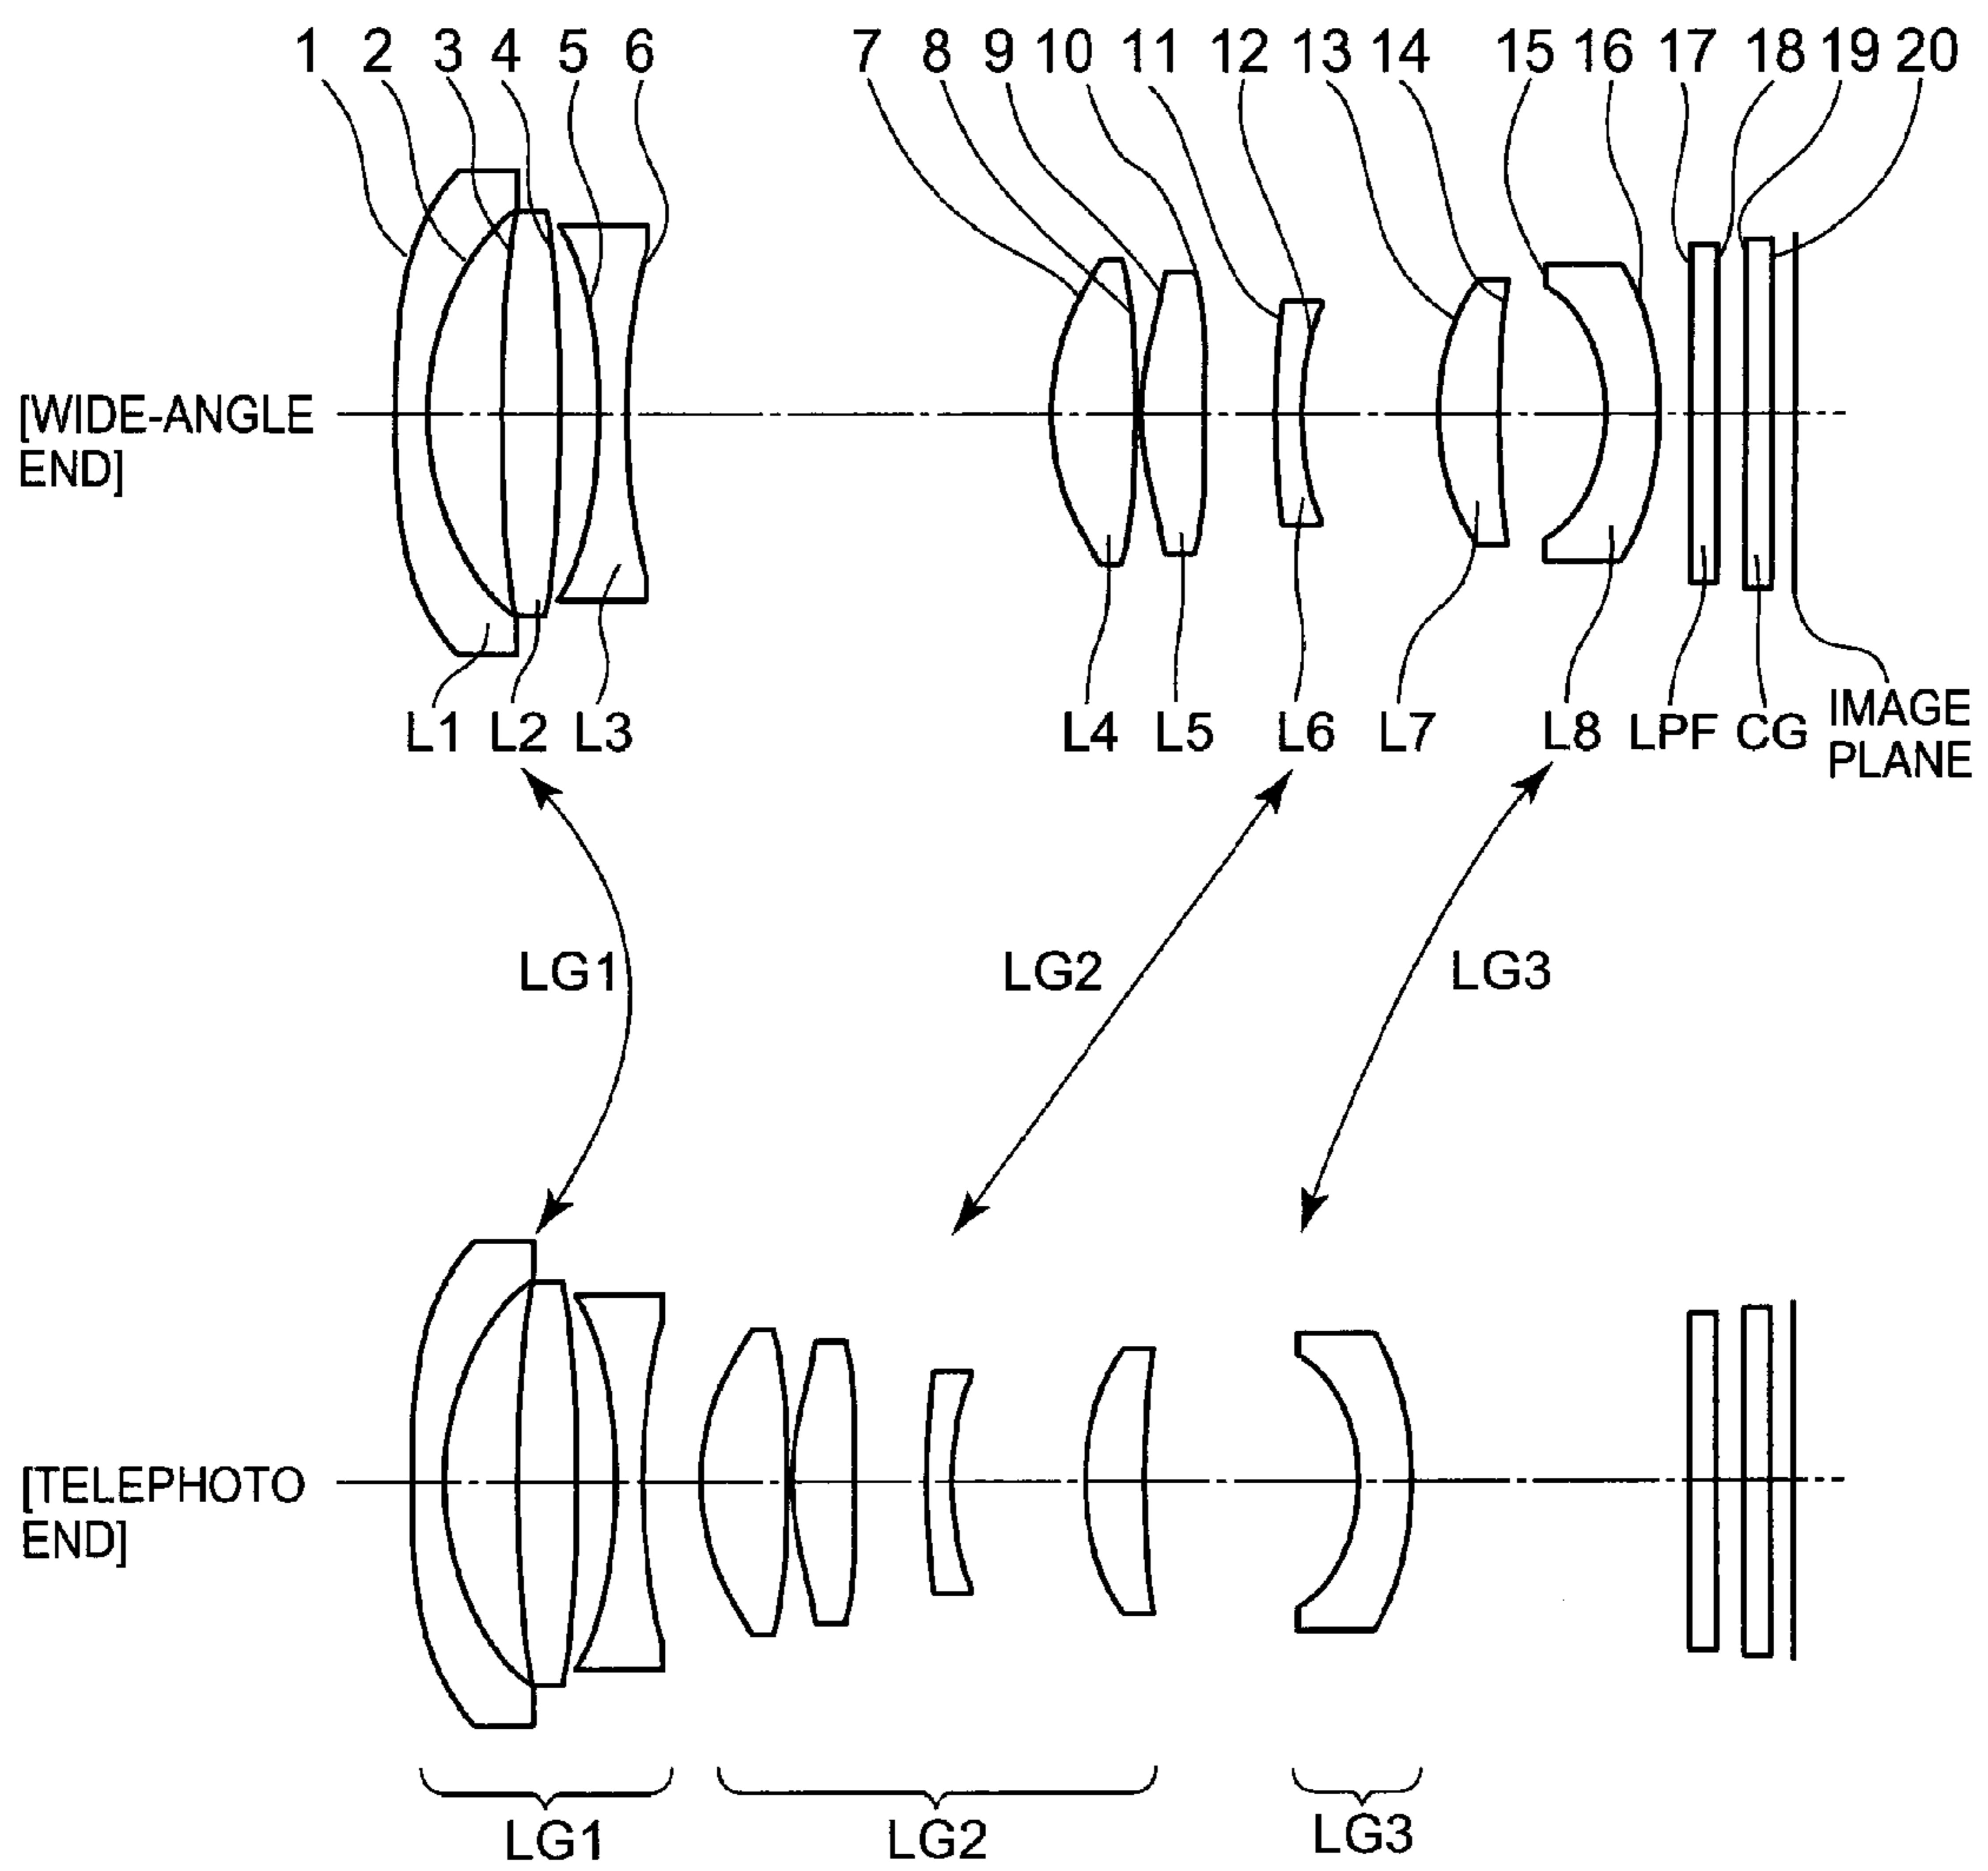 1 2 3 4 5 6 7 8 9 10 11 12 13 14 15 16 17 18 19 20
[WIDE-ANGLE
END]
L1 L2 L3 L4 L5 L6 L7 L8 LPF CG IMAGE
PLANE
LG1 LG2 LG3
[TELEPHOTO
END]
LG1 LG2 LG3